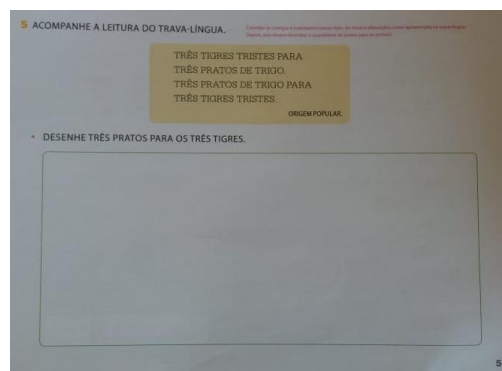 5 ACOMPANHE A LEITURA DO TRAVA-LÍNGUA.
TRÊS TIGRES TRISTES PARA
TRÊS PRATOS DE TRIGO.
TRÊS PRATOS DE TRIGO PARA
TRÊS TIGRES TRISTES.
ORIGEM POPULAR.
• DESENHE TRÊS PRATOS PARA OS TRÊS TIGRES.
5